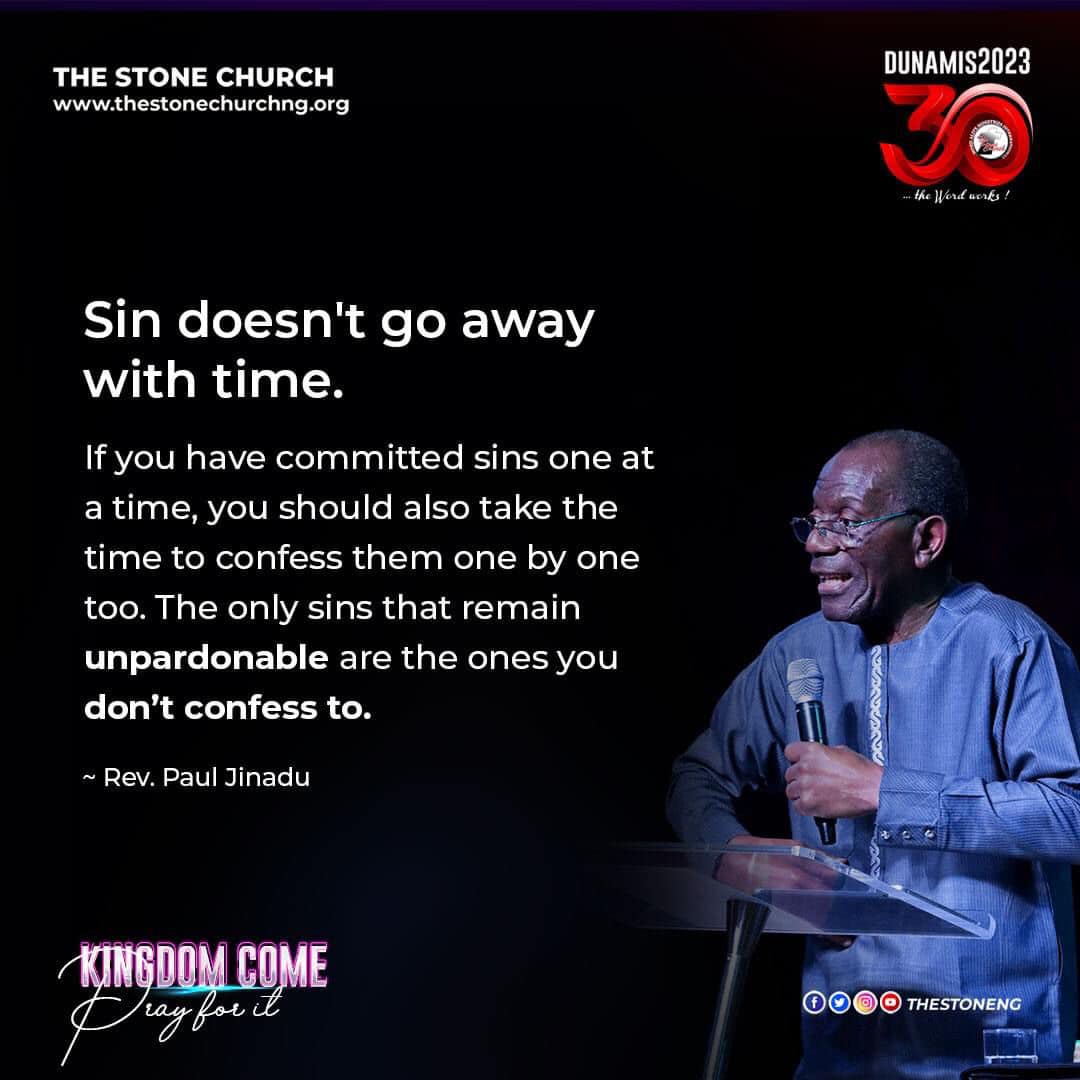 THE STONE CHURCH
www.thestonechurchng.org
DUNAMIS2023
30
... the Word works !
Sin doesn't go away
with time.
If you have committed sins one at
a time, you should also take the
time to confess them one by one
too. The only sins that remain
unpardonable are the ones you
don’t confess to.
~ Rev. Paul Jinadu
KINGDOM COME
Pray for it
THESTONENG